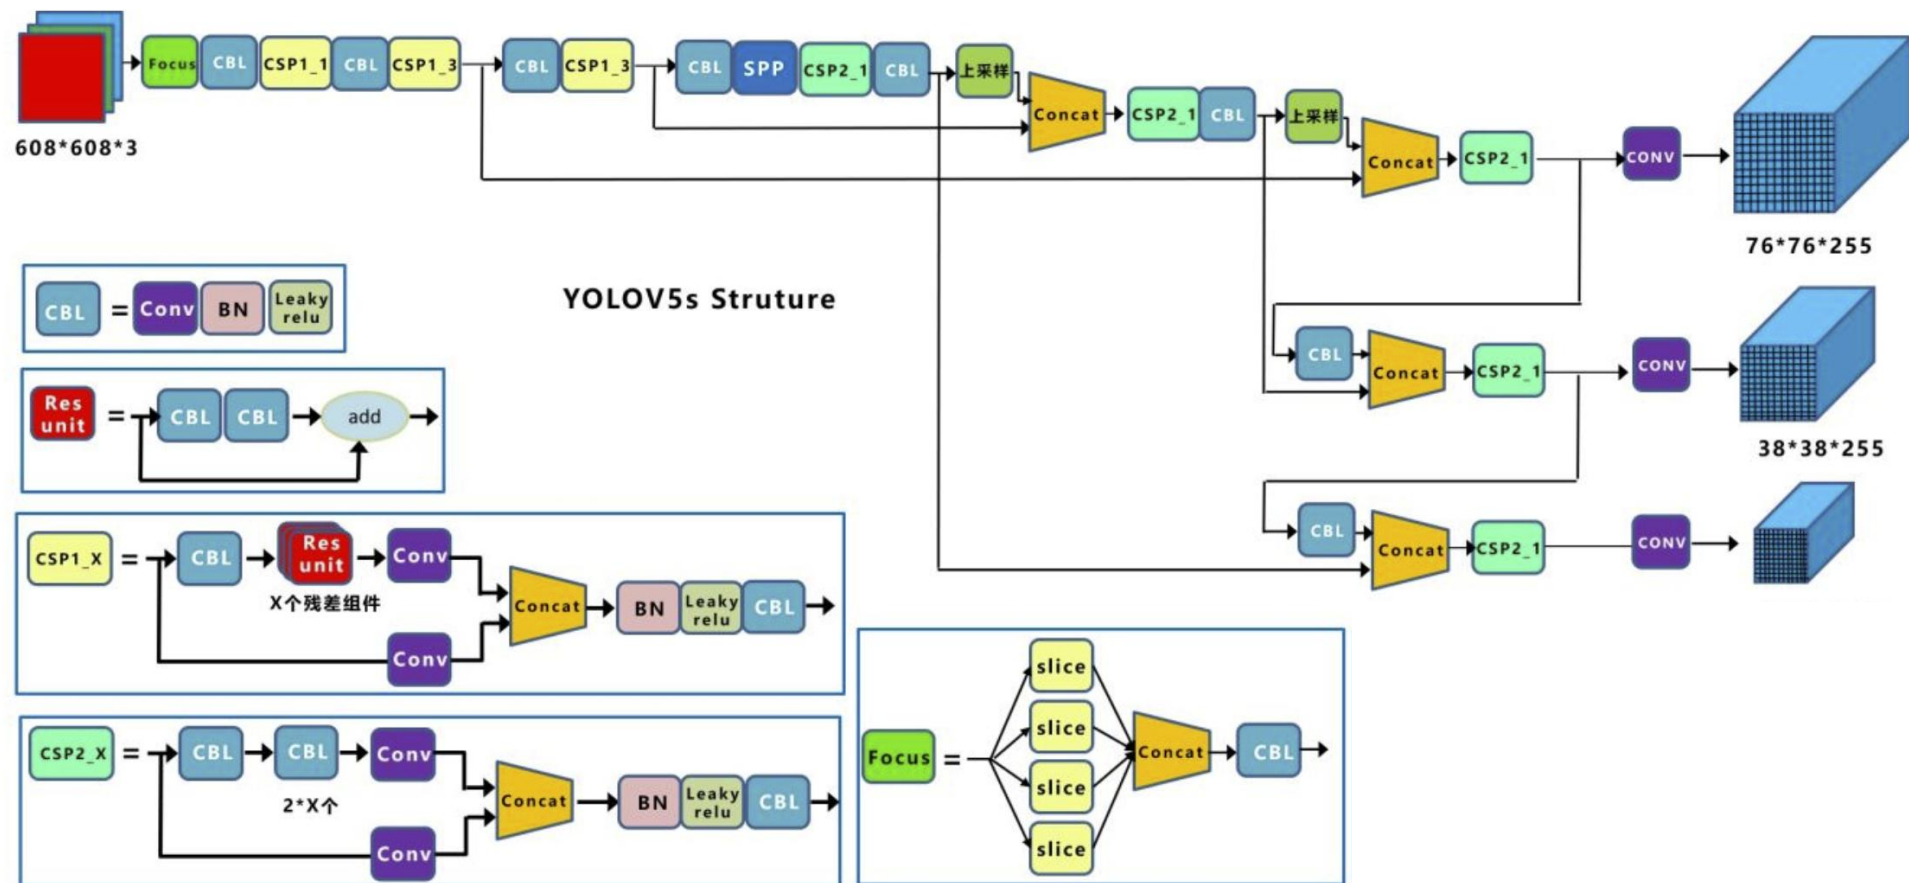 Focus CBL CSP1_1 CBL CSP1_3 CBL CSP1_3 CBL SPP CSP2_1 CBL 上采样
Concat CSP2_1 CBL 上采样
Concat CSP2_1 CONV
608*608*3
76*76*255
YOLOV5s Struture
CBL = Conv BN Leaky relu
CBL Concat CSP2_1 CONV
38*38*255
Res unit = CBL CBL add
CBL Concat CSP2_1 CONV
CSP1_X = CBL Res unit Conv
X个残差组件
Concat BN Leaky relu CBL
Conv
CSP2_X = CBL CBL Conv
2*X个
Concat BN Leaky relu CBL
Conv
slice
slice
Focus = Concat CBL
slice
slice